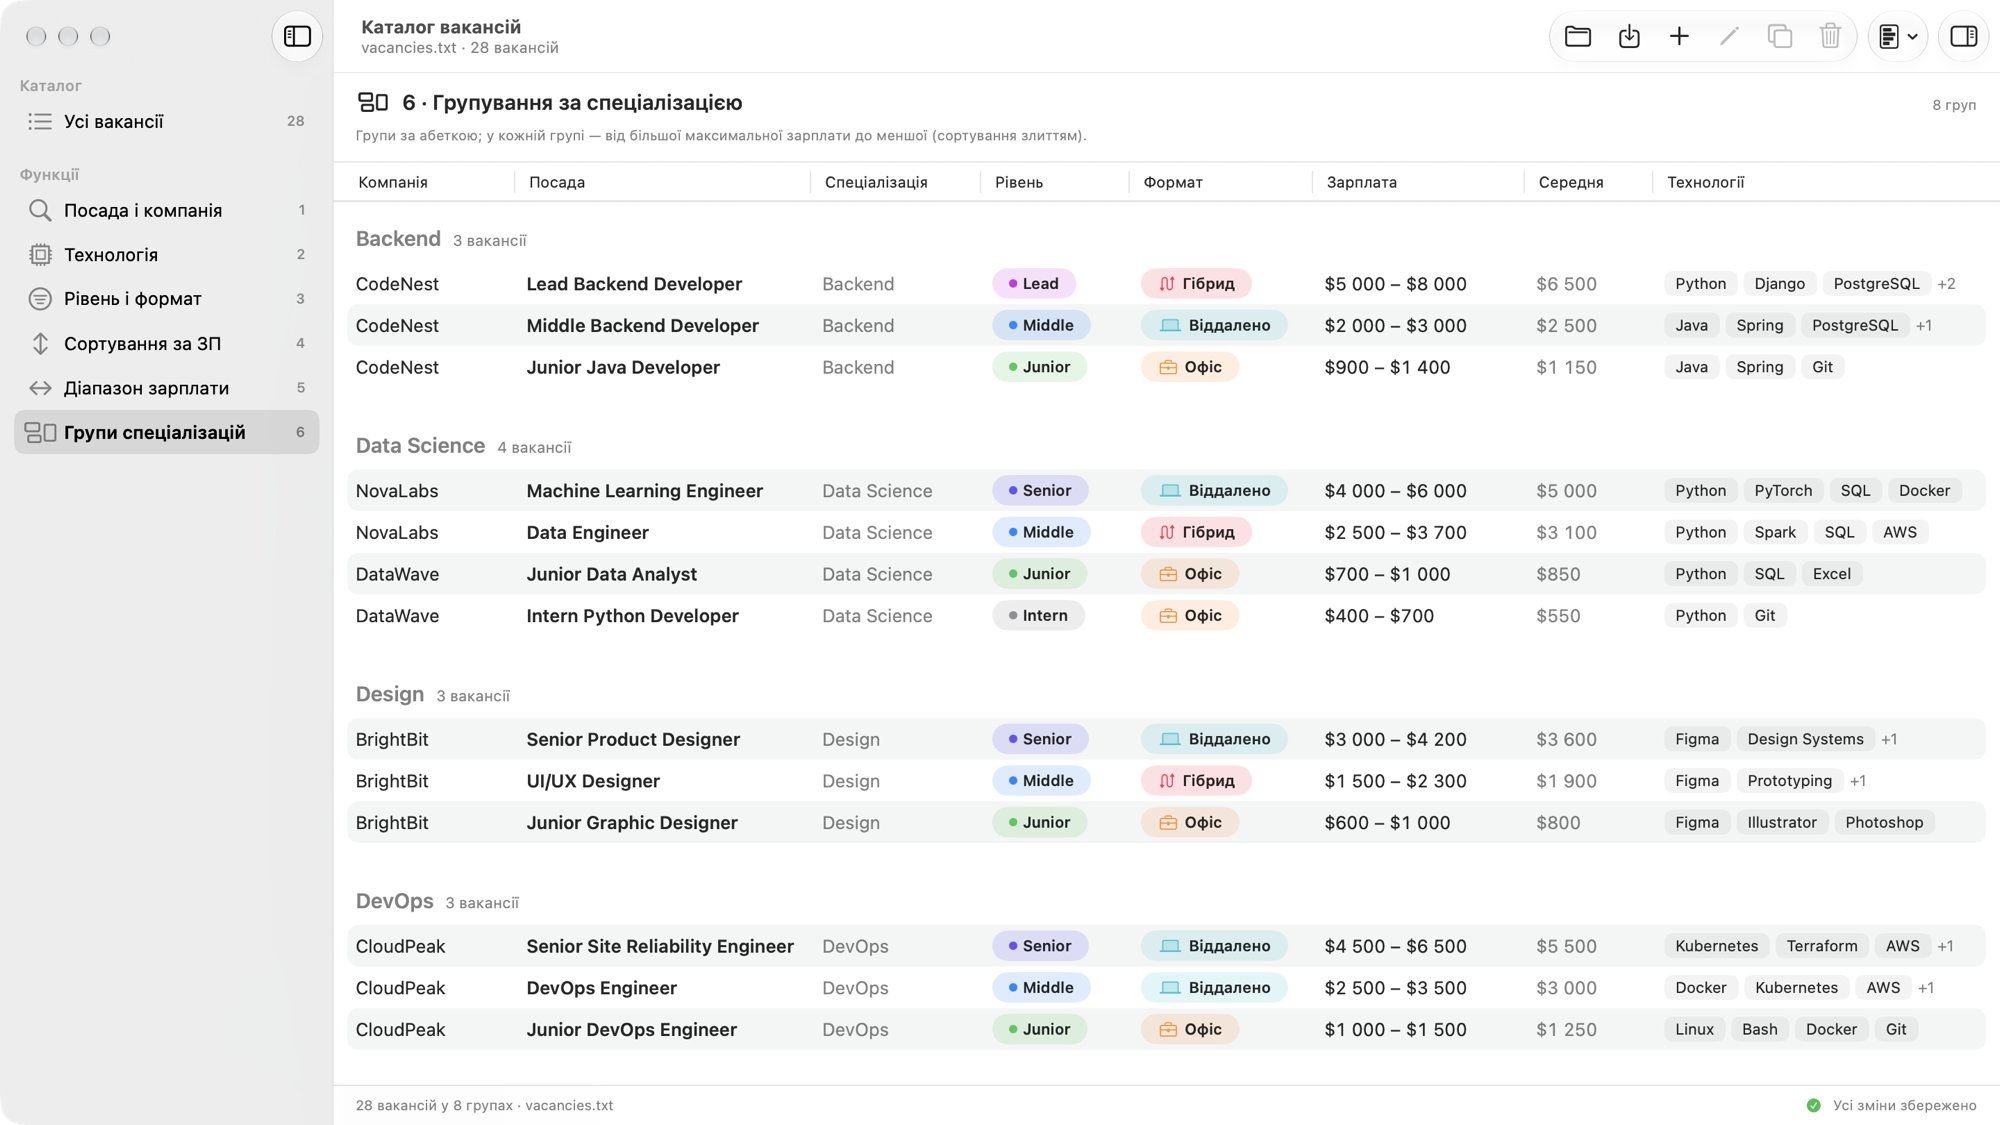 Каталог вакансій
vacancies.txt · 28 вакансій
Каталог
Усі вакансії 28
Функції
Посада і компанія 1
Технологія 2
Рівень і формат 3
Сортування за ЗП 4
Діапазон зарплати 5
Групи спеціалізацій 6
6 · Групування за спеціалізацією
8 груп
Групи за абеткою; у кожній групі — від більшої максимальної зарплати до меншої (сортування злиттям).
Компанія Посада Спеціалізація Рівень Формат Зарплата Середня Технології
Backend 3 вакансії
CodeNest Lead Backend Developer Backend Lead Гібрид $5 000 – $8 000 $6 500 Python Django PostgreSQL +2
CodeNest Middle Backend Developer Backend Middle Віддалено $2 000 – $3 000 $2 500 Java Spring PostgreSQL +1
CodeNest Junior Java Developer Backend Junior Офіс $900 – $1 400 $1 150 Java Spring Git
Data Science 4 вакансії
NovaLabs Machine Learning Engineer Data Science Senior Віддалено $4 000 – $6 000 $5 000 Python PyTorch SQL Docker
NovaLabs Data Engineer Data Science Middle Гібрид $2 500 – $3 700 $3 100 Python Spark SQL AWS
DataWave Junior Data Analyst Data Science Junior Офіс $700 – $1 000 $850 Python SQL Excel
DataWave Intern Python Developer Data Science Intern Офіс $400 – $700 $550 Python Git
Design 3 вакансії
BrightBit Senior Product Designer Design Senior Віддалено $3 000 – $4 200 $3 600 Figma Design Systems +1
BrightBit UI/UX Designer Design Middle Гібрид $1 500 – $2 300 $1 900 Figma Prototyping +1
BrightBit Junior Graphic Designer Design Junior Офіс $600 – $1 000 $800 Figma Illustrator Photoshop
DevOps 3 вакансії
CloudPeak Senior Site Reliability Engineer DevOps Senior Віддалено $4 500 – $6 500 $5 500 Kubernetes Terraform AWS +1
CloudPeak DevOps Engineer DevOps Middle Віддалено $2 500 – $3 500 $3 000 Docker Kubernetes AWS +1
CloudPeak Junior DevOps Engineer DevOps Junior Офіс $1 000 – $1 500 $1 250 Linux Bash Docker Git
28 вакансій у 8 групах · vacancies.txt
Усі зміни збережено